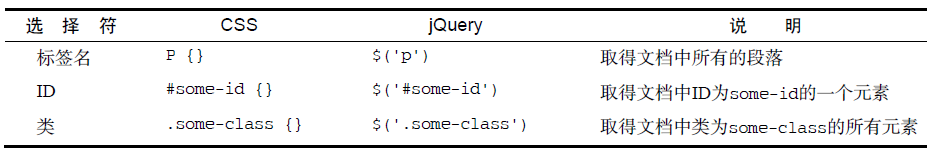 选 择 符 CSS jQuery 说 明
标签名 P {} $('p') 取得文档中所有的段落
ID #some-id {} $('#some-id') 取得文档中ID为some-id的一个元素
类 .some-class {} $('.some-class') 取得文档中类为some-class的所有元素